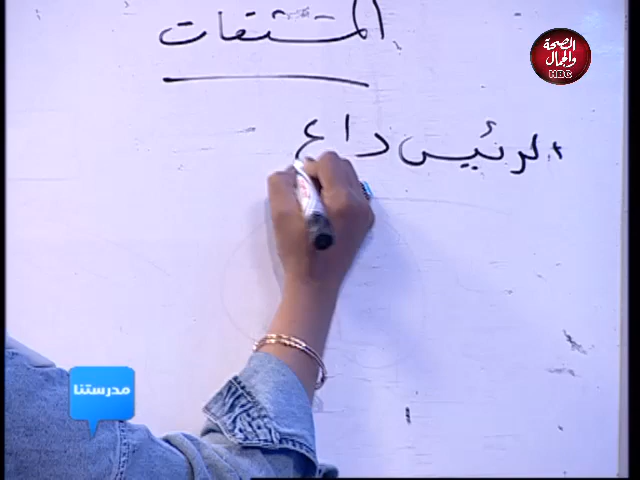 المشتقات
الرئيس داع
الصحة
والجمال
HBC
مدرستنا